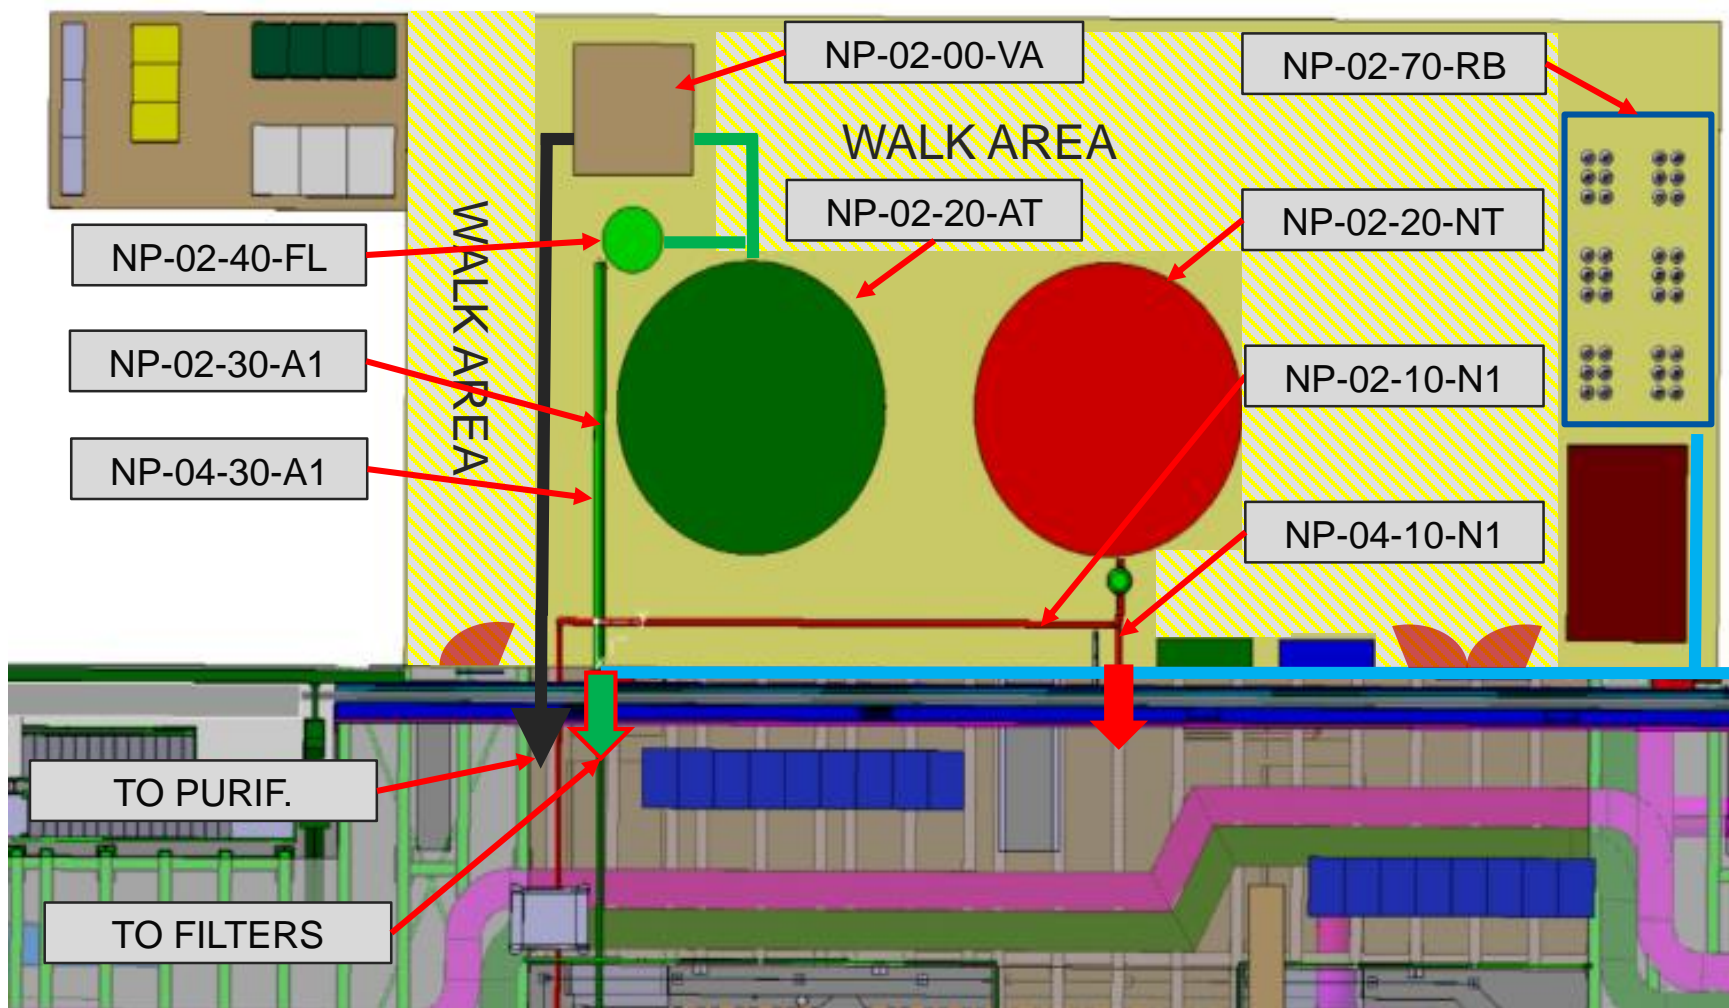 NP-02-00-VA
NP-02-70-RB
WALK AREA
NP-02-20-AT
NP-02-20-NT
NP-02-40-FL
WALK AREA
NP-02-30-A1
NP-02-10-N1
NP-04-30-A1
NP-04-10-N1
TO PURIF.
TO FILTERS